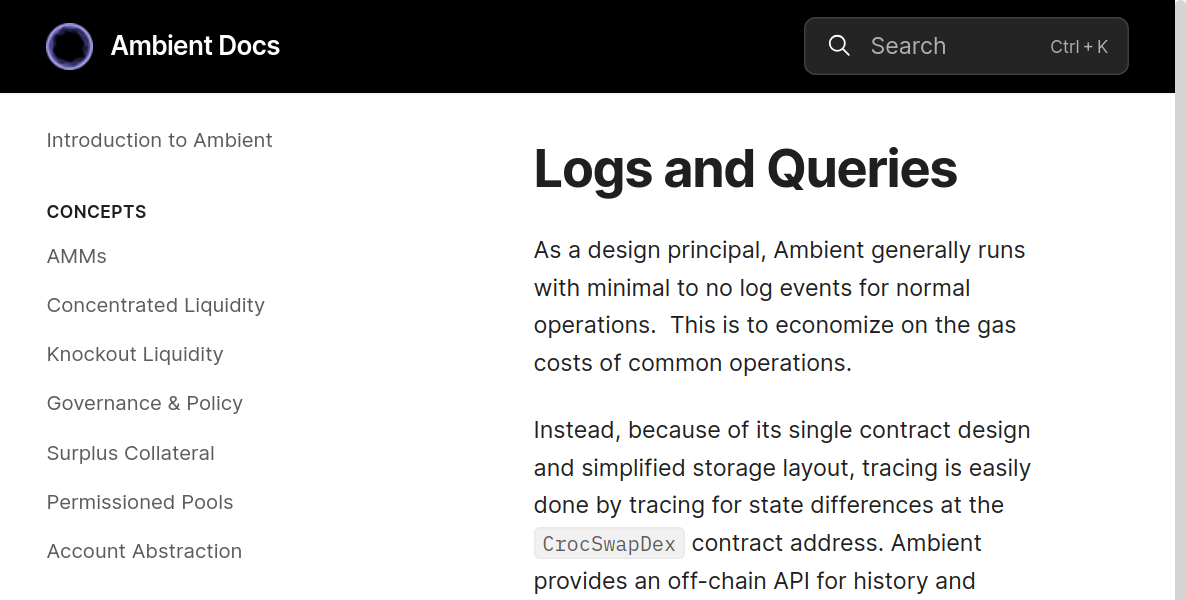 Ambient Docs
Search
Ctrl + K
Introduction to Ambient
CONCEPTS
AMMs
Concentrated Liquidity
Knockout Liquidity
Governance & Policy
Surplus Collateral
Permissioned Pools
Account Abstraction
Logs and Queries
As a design principal, Ambient generally runs
with minimal to no log events for normal
operations.  This is to economize on the gas
costs of common operations.
Instead, because of its single contract design
and simplified storage layout, tracing is easily
done by tracing for state differences at the
CrocSwapDex contract address. Ambient
provides an off-chain API for history and